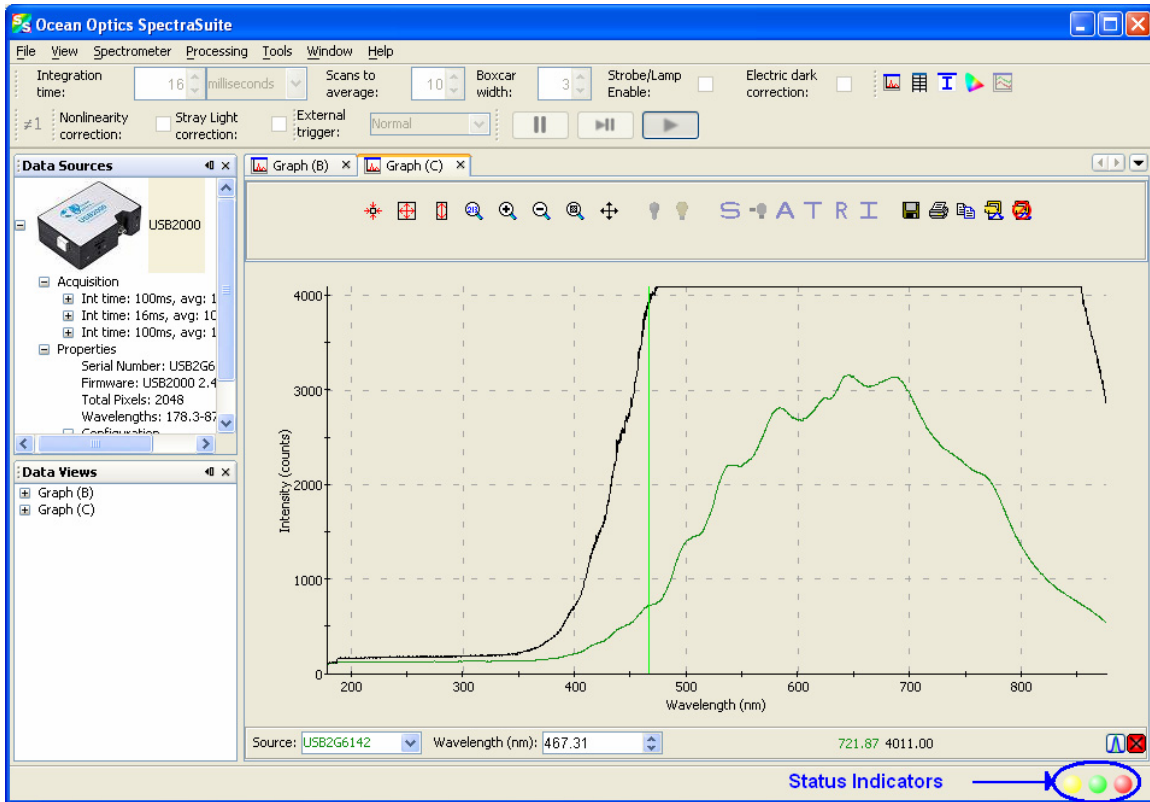 Ocean Optics SpectraSuite
File View Spectrometer Processing Tools Window Help
Integration time: 16 milliseconds Scans to average: 10 Boxcar width: 3 Strobe/Lamp Enable: Electric dark correction:
≠1 Nonlinearity correction: Stray Light correction: External trigger: Normal
Data Sources
USB2000
Acquisition
Int time: 100ms, avg: 1
Int time: 16ms, avg: 10
Int time: 100ms, avg: 1
Properties
Serial Number: USB2G6
Firmware: USB2000 2.4
Total Pixels: 2048
Wavelengths: 178.3-87
Configuration
Data Views
Graph (B)
Graph (C)
Graph (B) Graph (C)
S A T R I
4000
3000
2000
1000
0
Intensity (counts)
200 300 400 500 600 700 800
Wavelength (nm)
Source: USB2G6142 Wavelength (nm): 467.31 721.87 4011.00
Status Indicators